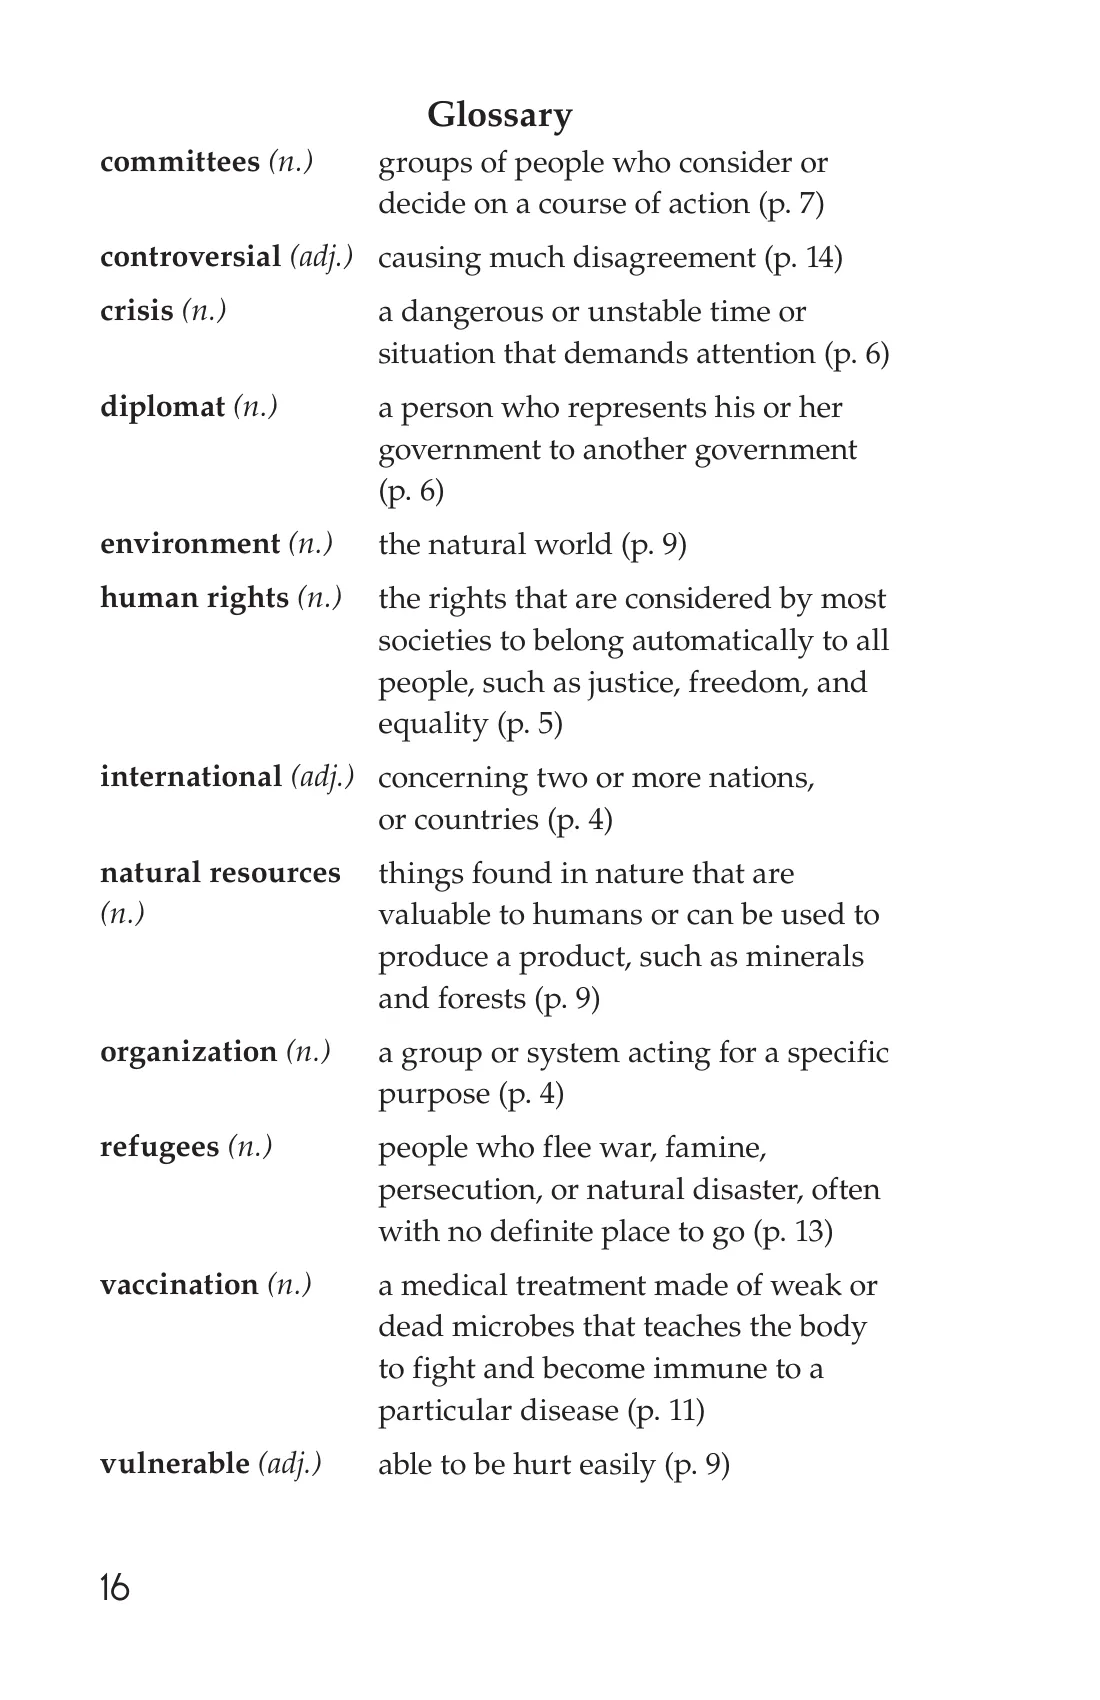 Glossary
committees (n.) groups of people who consider or
decide on a course of action (p. 7)
controversial (adj.) causing much disagreement (p. 14)
crisis (n.) a dangerous or unstable time or
situation that demands attention (p. 6)
diplomat (n.) a person who represents his or her
government to another government
(p. 6)
environment (n.) the natural world (p. 9)
human rights (n.) the rights that are considered by most
societies to belong automatically to all
people, such as justice, freedom, and
equality (p. 5)
international (adj.) concerning two or more nations,
or countries (p. 4)
natural resources things found in nature that are
(n.) valuable to humans or can be used to
produce a product, such as minerals
and forests (p. 9)
organization (n.) a group or system acting for a specific
purpose (p. 4)
refugees (n.) people who flee war, famine,
persecution, or natural disaster, often
with no definite place to go (p. 13)
vaccination (n.) a medical treatment made of weak or
dead microbes that teaches the body
to fight and become immune to a
particular disease (p. 11)
vulnerable (adj.) able to be hurt easily (p. 9)
16